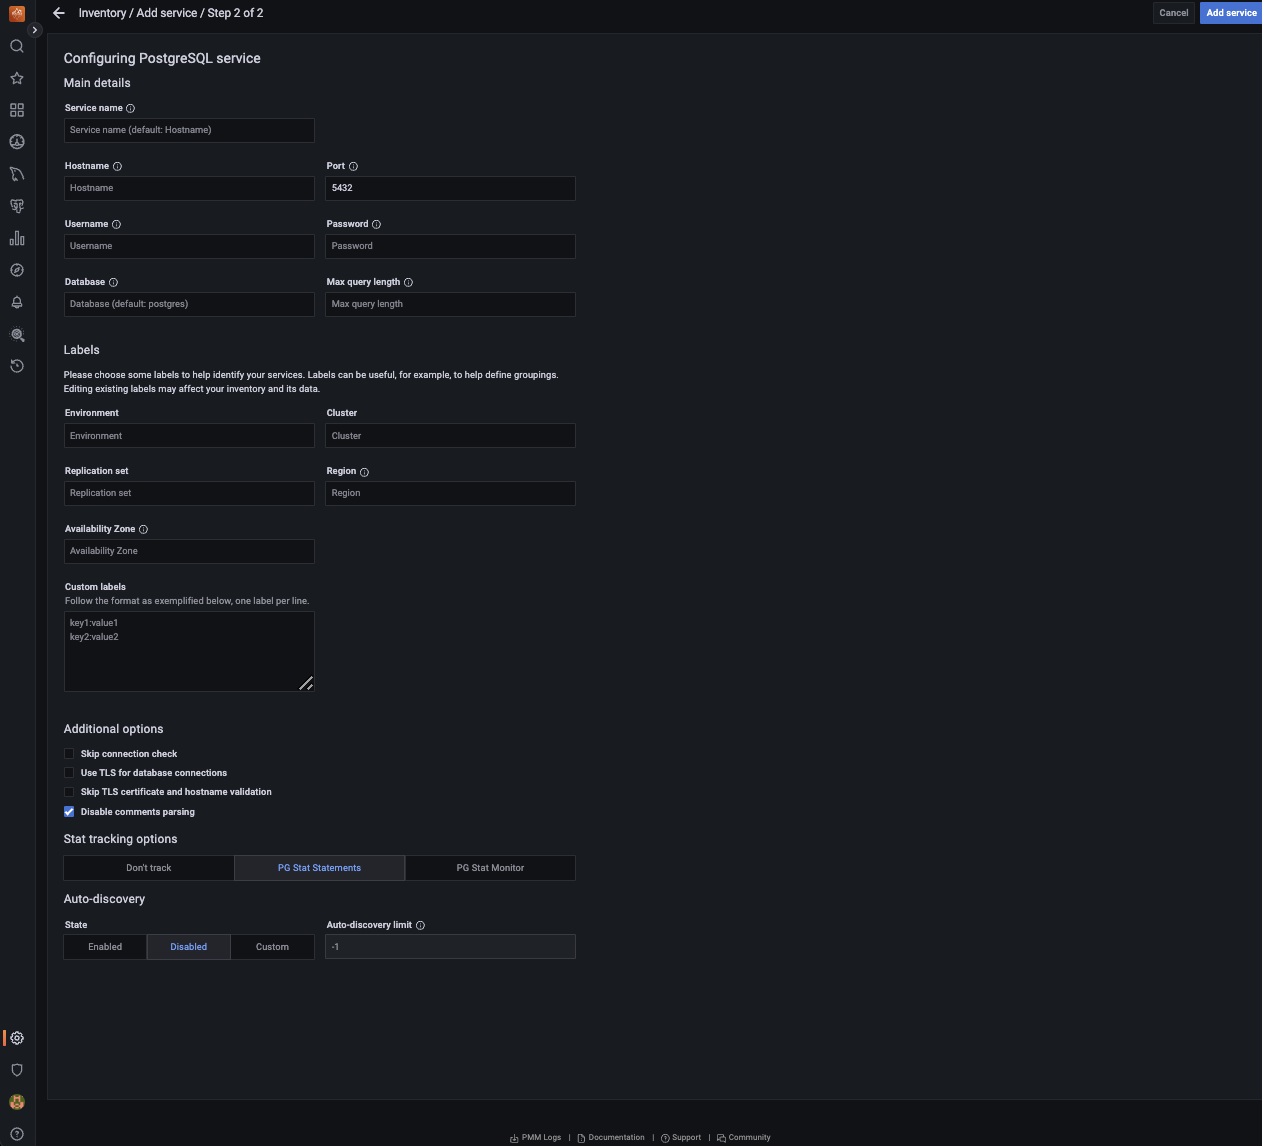 Inventory / Add service / Step 2 of 2
Cancel
Add service
Configuring PostgreSQL service
Main details
Service name
Service name (default: Hostname)
Hostname
Port
Hostname
5432
Username
Password
Username
Password
Database
Max query length
Database (default: postgres)
Max query length
Labels
Please choose some labels to help identify your services. Labels can be useful, for example, to help define groupings.
Editing existing labels may affect your inventory and its data.
Environment
Cluster
Environment
Cluster
Replication set
Region
Replication set
Region
Availability Zone
Availability Zone
Custom labels
Follow the format as exemplified below, one label per line.
key1:value1
key2:value2
Additional options
Skip connection check
Use TLS for database connections
Skip TLS certificate and hostname validation
Disable comments parsing
Stat tracking options
Don't track
PG Stat Statements
PG Stat Monitor
Auto-discovery
State
Auto-discovery limit
Enabled
Disabled
Custom
-1
PMM Logs | Documentation | Support | Community